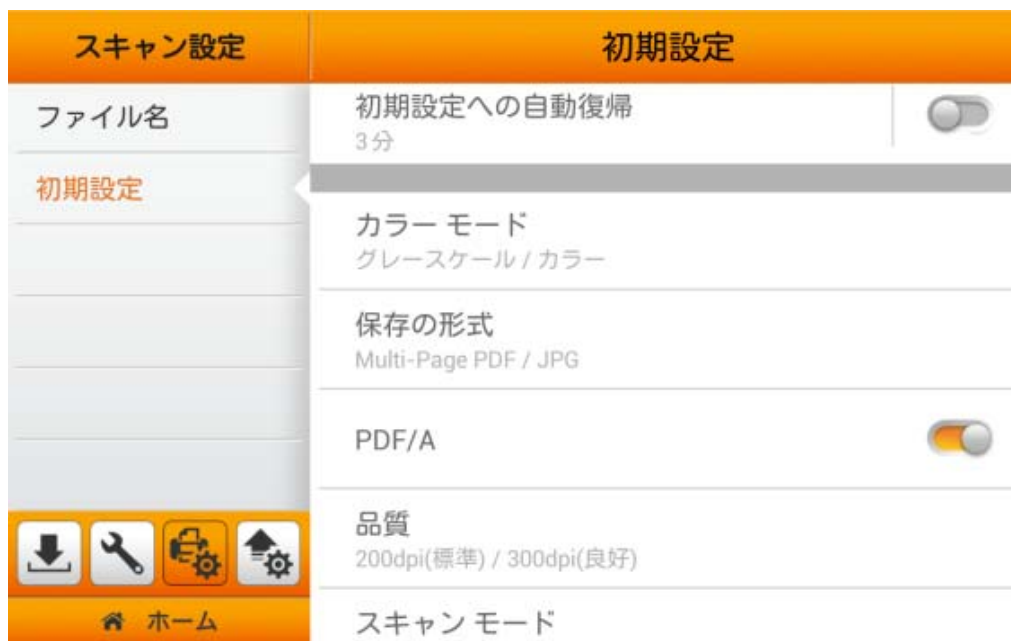 スキャン設定
初期設定
ファイル名
初期設定
ホーム
初期設定への自動復帰
3分
カラー モード
グレースケール / カラー
保存の形式
Multi-Page PDF / JPG
PDF/A
品質
200dpi(標準) / 300dpi(良好)
スキャン モード